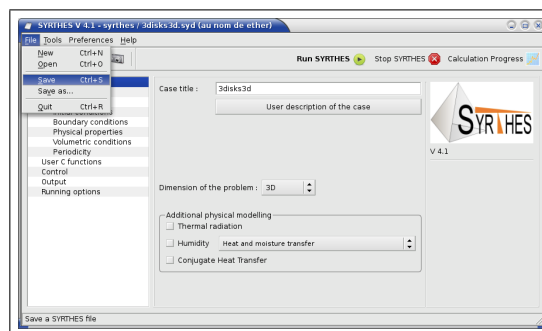 SYRTHES V 4.1 - syrthes / 3disks3d.syd (au nom de ether)
File Tools Preferences Help
New Ctrl+N
Open Ctrl+O
Save Ctrl+S
Save as...
Quit Ctrl+R
Run SYRTHES
Stop SYRTHES
Calculation Progress
Boundary conditions
Physical properties
Volumetric conditions
Periodicity
User C functions
Control
Output
Running options
Case title : 3disks3d
User description of the case
Dimension of the problem : 3D
Additional physical modelling
Thermal radiation
Humidity Heat and moisture transfer
Conjugate Heat Transfer
SYRTHES
V 4.1
Save a SYRTHES file